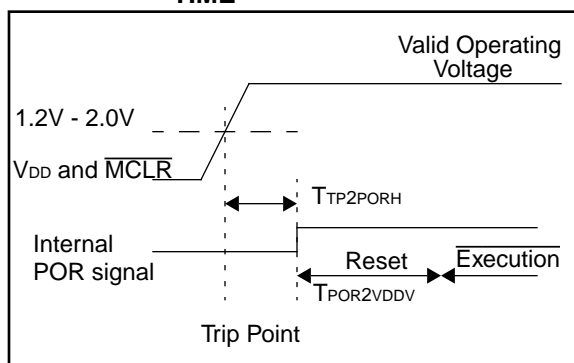 TIME
Valid Operating
Voltage
1.2V - 2.0V
VDD and MCLR
TTP2PORH
Internal
POR signal
Reset
Execution
TPOR2VDDV
Trip Point